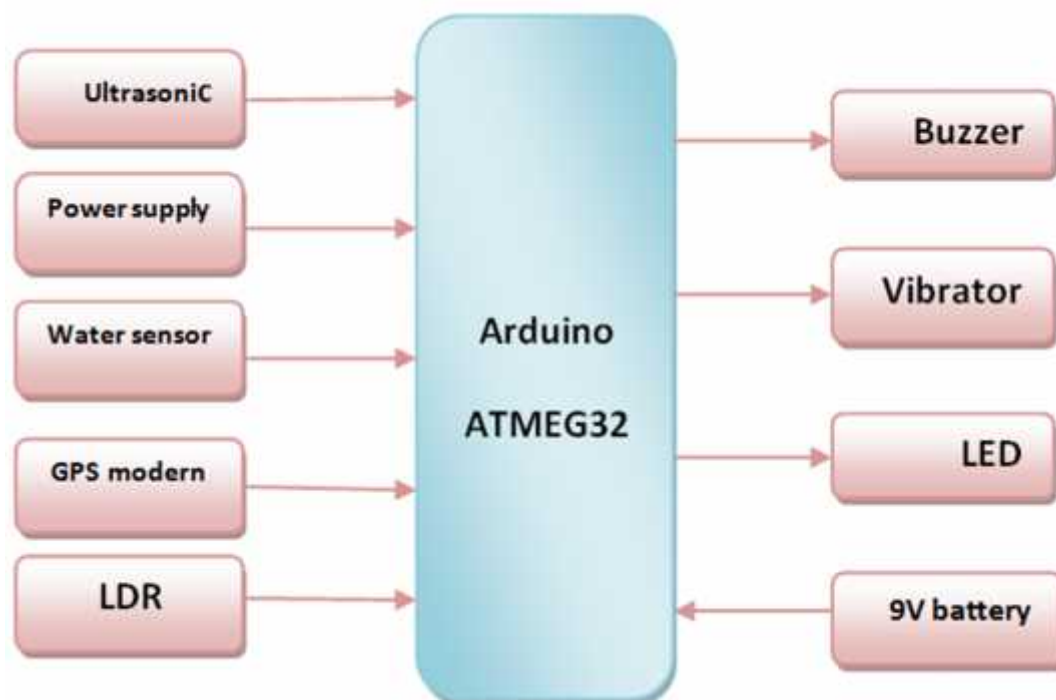 UltrasoniC
Power supply
Water sensor
GPS modern
LDR
Arduino
ATMEG32
Buzzer
Vibrator
LED
9V battery